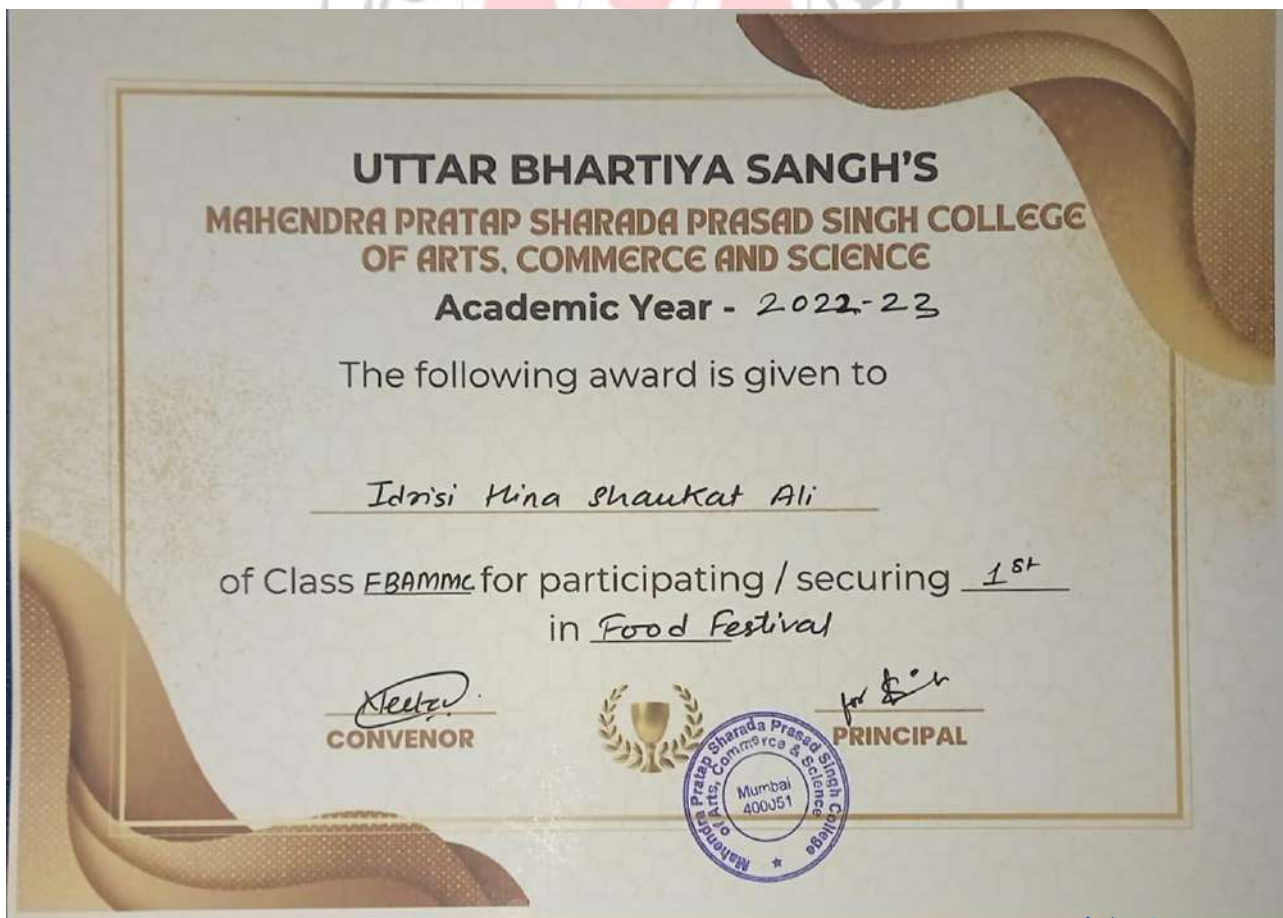 UTTAR BHARTIYA SANGH'S
MAHENDRA PRATAP SHARADA PRASAD SINGH COLLEGE
OF ARTS, COMMERCE AND SCIENCE
Academic Year - 2022-23
The following award is given to
Idrisi Hina Shaukat Ali
of Class FBAMMC for participating / securing 1st
in Food Festival
for
CONVENOR
PRINCIPAL
Mahendra Pratap Sharada Prasad Singh College
of Arts, Commerce & Science
Mumbai
400051